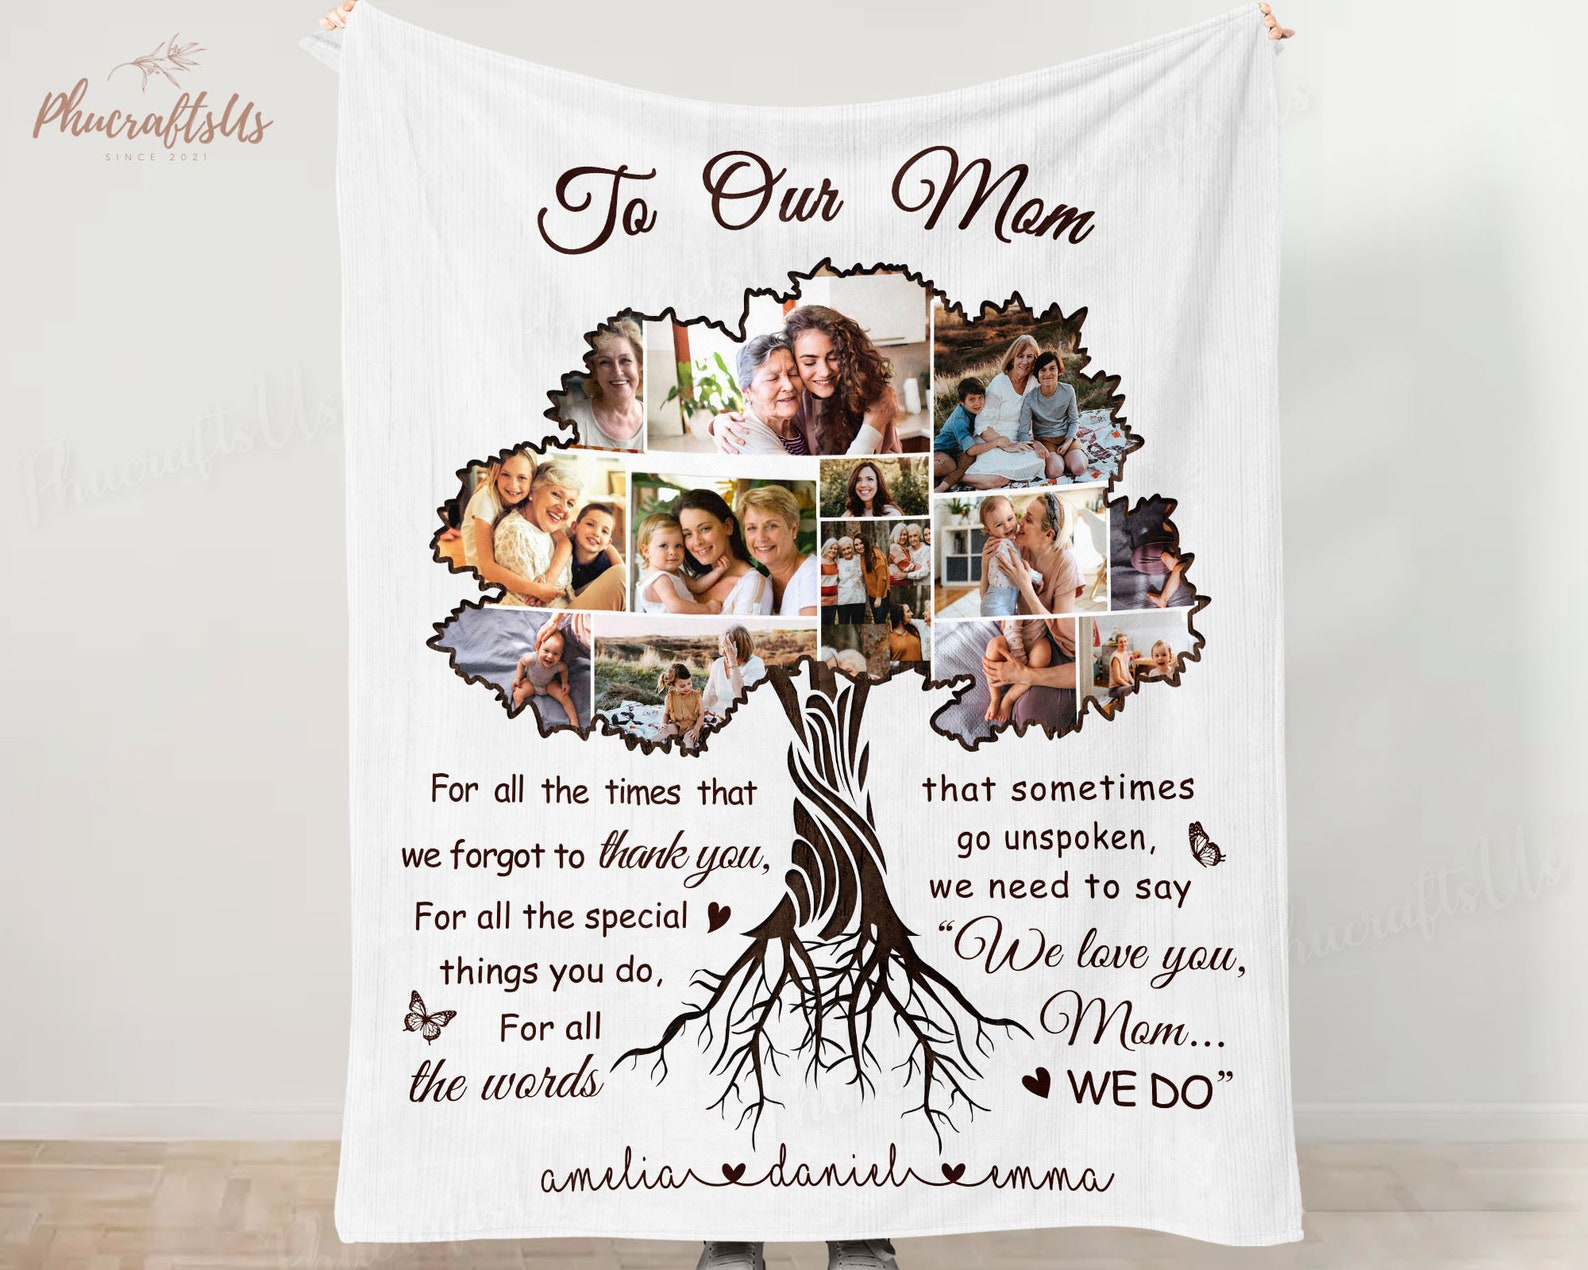 PhucraftsUs
SINCE 2021
To Our Mom
For all the times that
we forgot to thank you,
For all the special
things you do,
For all
the words
that sometimes
go unspoken,
we need to say
“We love you,
Mom...
WE DO”
amelia daniel emma
PhucraftsUs
PhucraftsUs